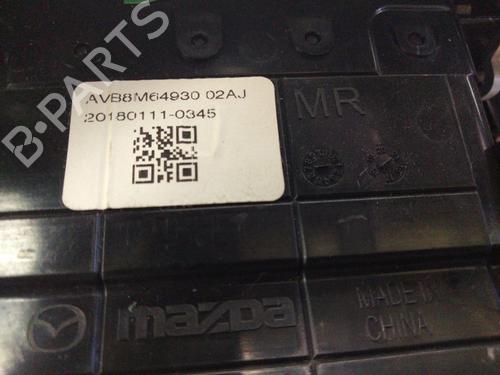 B-PARTS
AVB8M64930 02AJ
20180111-0345
MR
mazda
MADE IN
CHINA